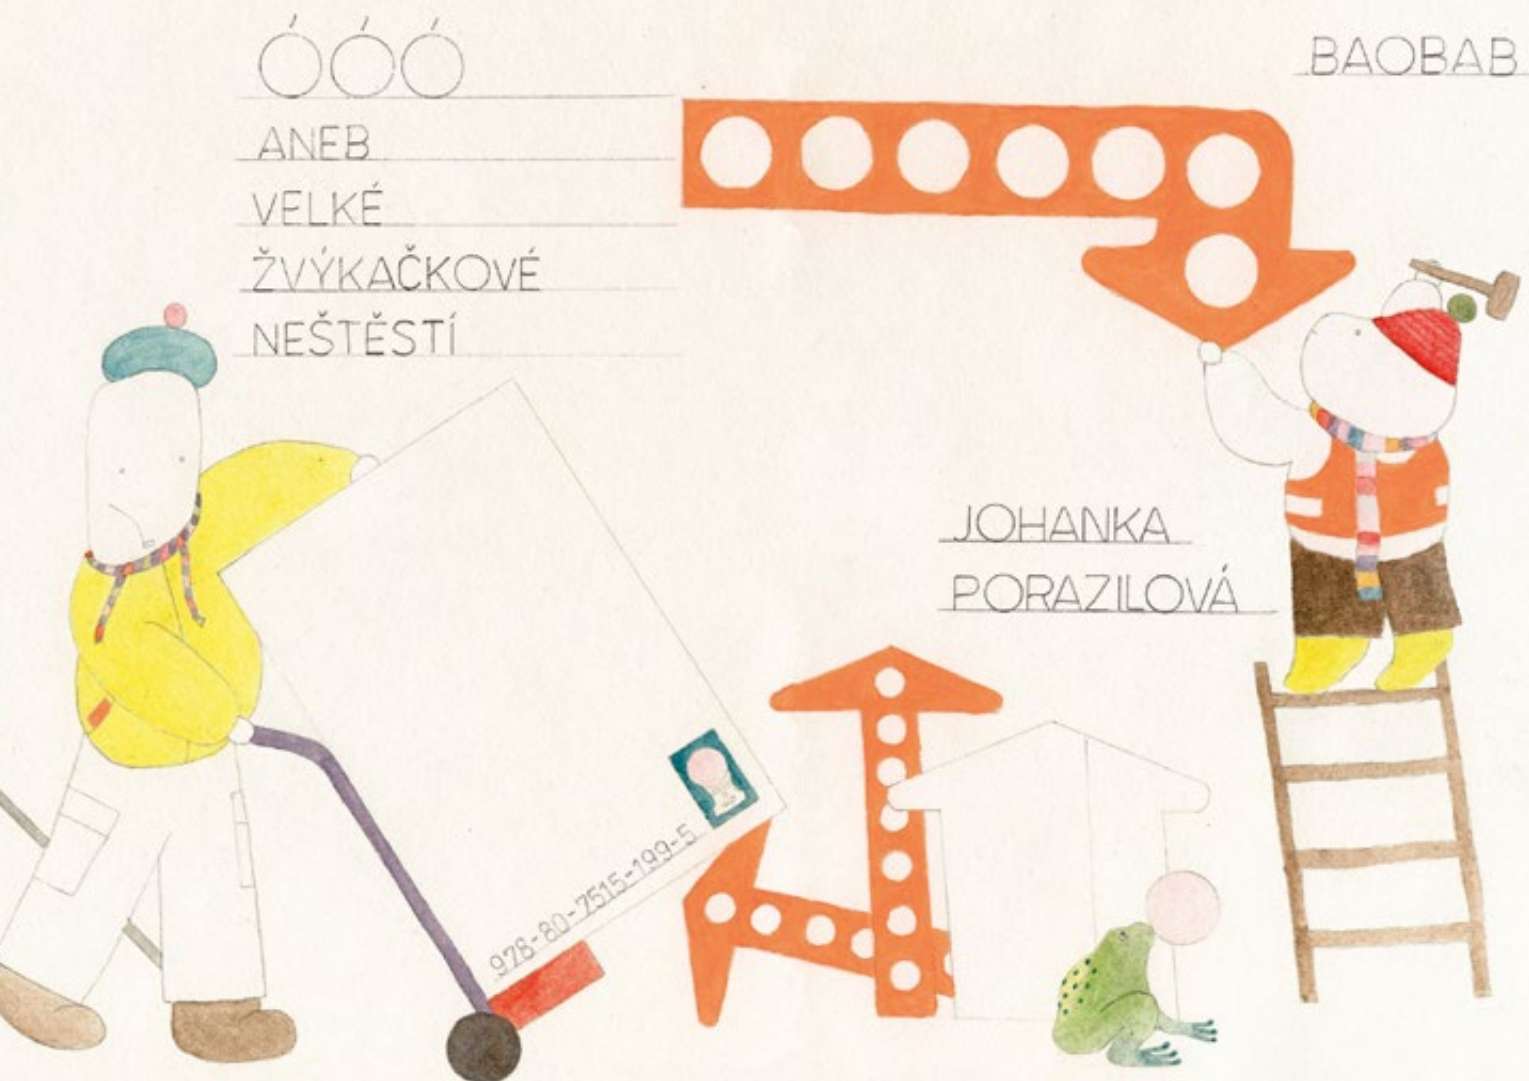 ÓÓÓ
ANEB
VELKÉ
ŽVÝKAČKOVÉ
NEŠTĚSTÍ
BAOBAB
JOHANKA
PORAZILOVÁ
978-80-7515-199-5